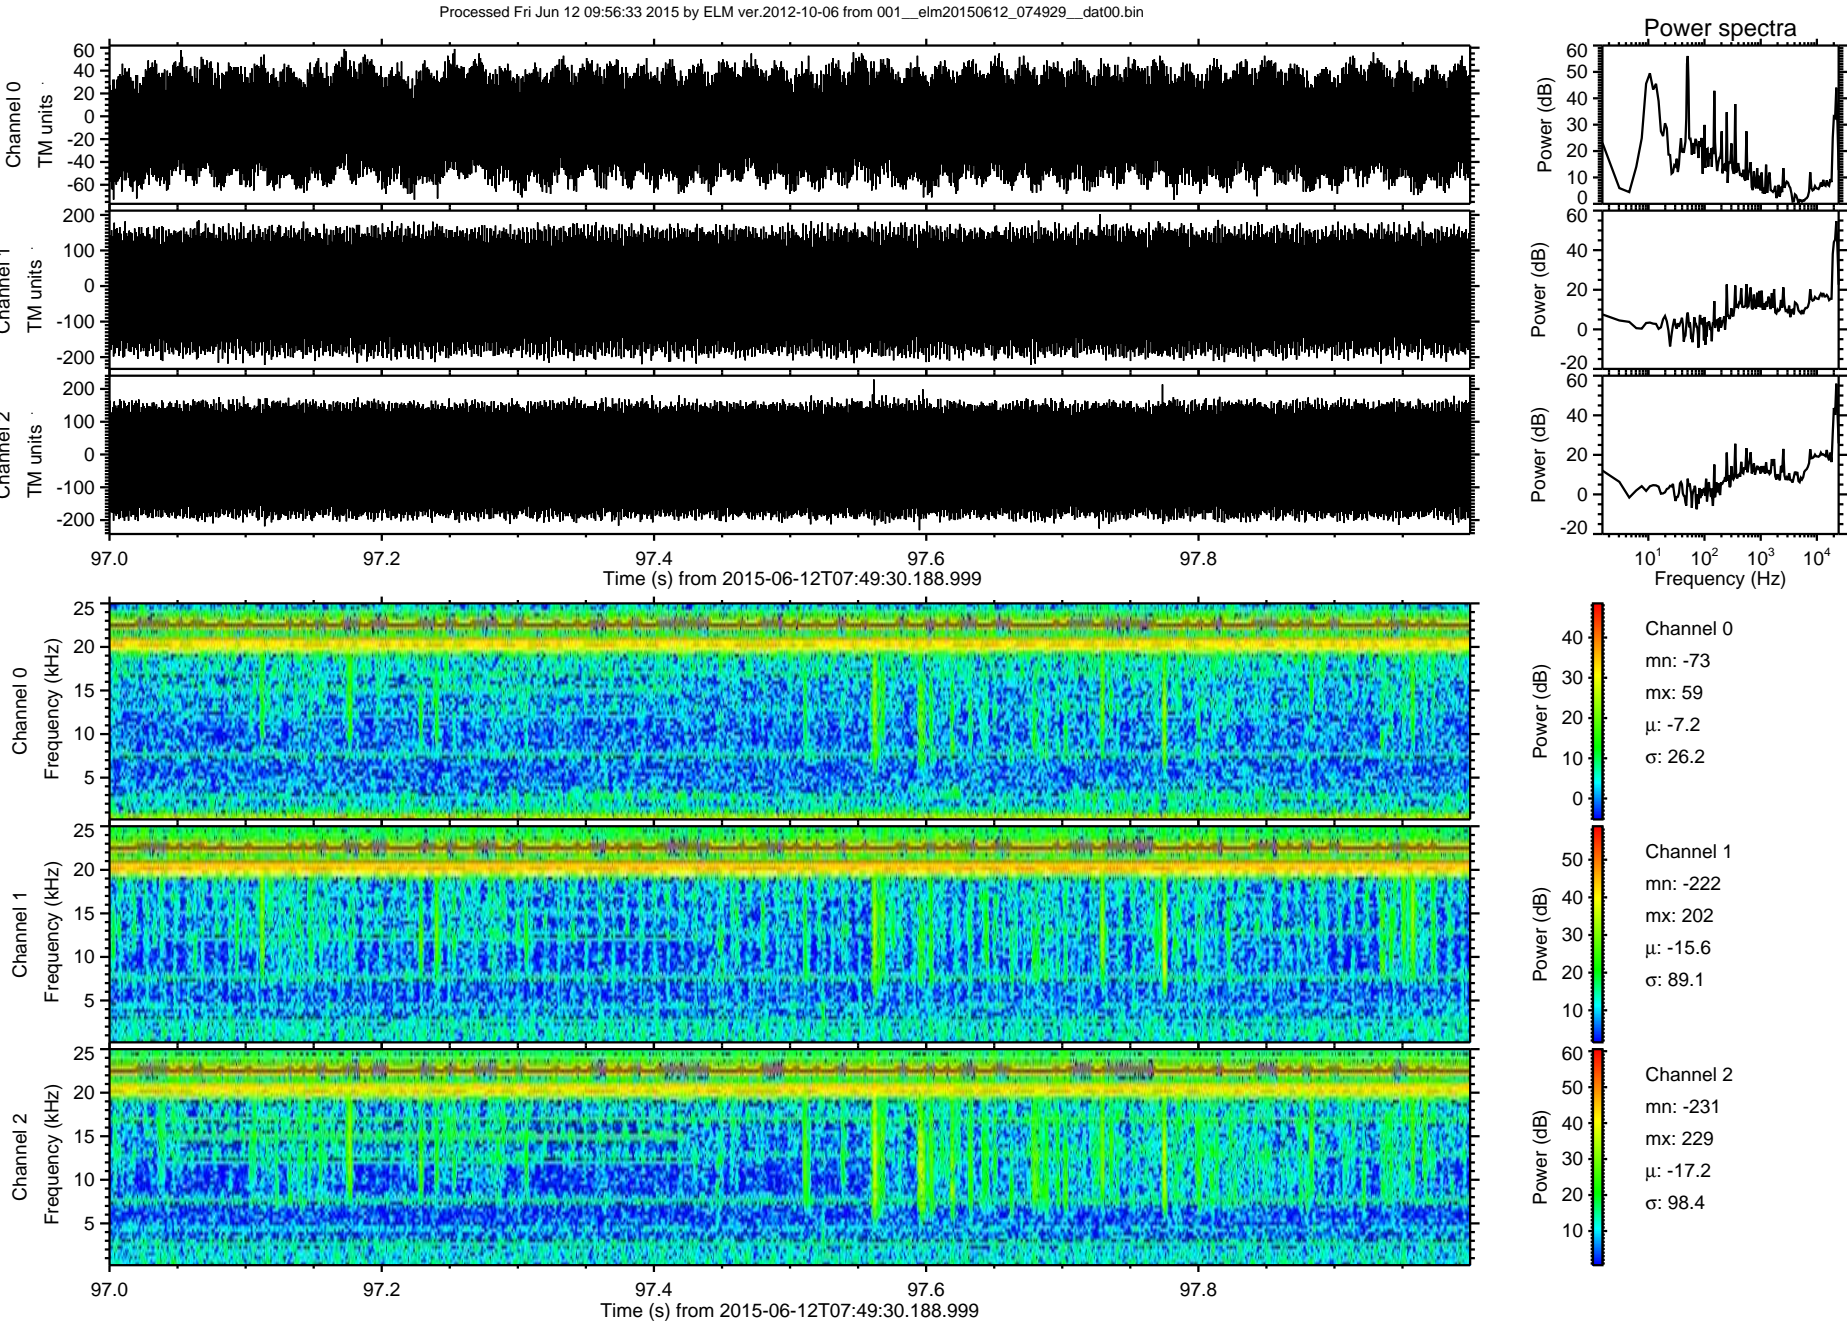 Processed Fri Jun 12 09:56:33 2015 by ELM ver.2012-10-06 from 001__elm20150612_074929__dat00.bin
Power spectra
Channel 0
TM units
60
40
20
0
-20
-40
-60
Power (dB)
60
50
40
30
20
10
0
Channel 1
TM units
200
100
0
-100
-200
Power (dB)
60
40
20
0
-20
Channel 2
TM units
200
100
0
-100
-200
Power (dB)
60
40
20
0
-20
97.0 97.2 97.4 97.6 97.8
Time (s) from 2015-06-12T07:49:30.188.999
10¹ 10² 10³ 10⁴
Frequency (Hz)
Channel 0
Frequency (kHz)
25
20
15
10
5
Power (dB)
40
30
20
10
0
Channel 0
mn: -73
mx: 59
μ: -7.2
σ: 26.2
Channel 1
Frequency (kHz)
25
20
15
10
5
Power (dB)
50
40
30
20
10
Channel 1
mn: -222
mx: 202
μ: -15.6
σ: 89.1
Channel 2
Frequency (kHz)
25
20
15
10
5
Power (dB)
60
50
40
30
20
10
Channel 2
mn: -231
mx: 229
μ: -17.2
σ: 98.4
97.0 97.2 97.4 97.6 97.8
Time (s) from 2015-06-12T07:49:30.188.999